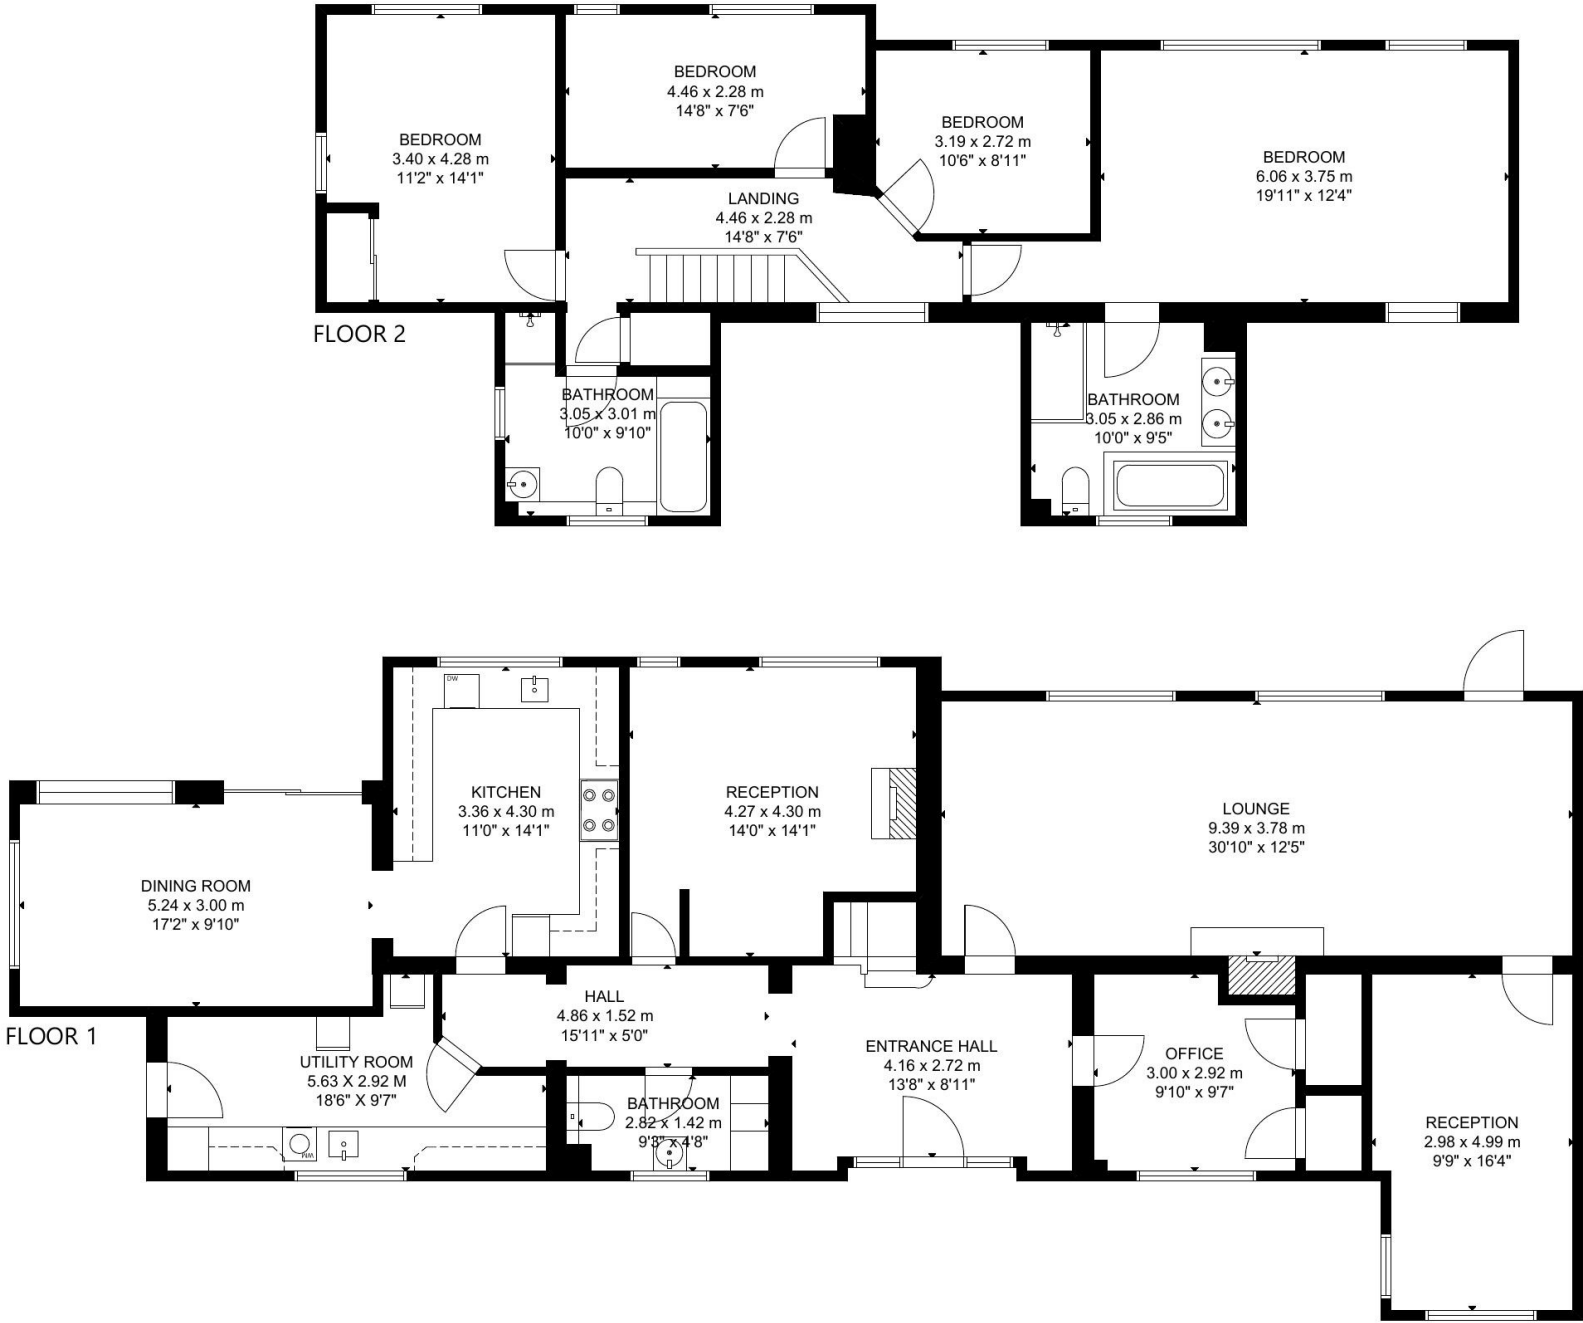 BEDROOM
3.40 x 4.28 m
11'2" x 14'1"
BEDROOM
4.46 x 2.28 m
14'8" x 7'6"
BEDROOM
3.19 x 2.72 m
10'6" x 8'11"
BEDROOM
6.06 x 3.75 m
19'11" x 12'4"
LANDING
4.46 x 2.28 m
14'8" x 7'6"
FLOOR 2
BATHROOM
3.05 x 3.01 m
10'0" x 9'10"
BATHROOM
3.05 x 2.86 m
10'0" x 9'5"
DW
KITCHEN
3.36 x 4.30 m
11'0" x 14'1"
RECEPTION
4.27 x 4.30 m
14'0" x 14'1"
LOUNGE
9.39 x 3.78 m
30'10" x 12'5"
DINING ROOM
5.24 x 3.00 m
17'2" x 9'10"
FLOOR 1
HALL
4.86 x 1.52 m
15'11" x 5'0"
UTILITY ROOM
5.63 X 2.92 M
18'6" X 9'7"
WM
BATHROOM
2.82 x 1.42 m
9'3" x 4'8"
ENTRANCE HALL
4.16 x 2.72 m
13'8" x 8'11"
OFFICE
3.00 x 2.92 m
9'10" x 9'7"
RECEPTION
2.98 x 4.99 m
9'9" x 16'4"